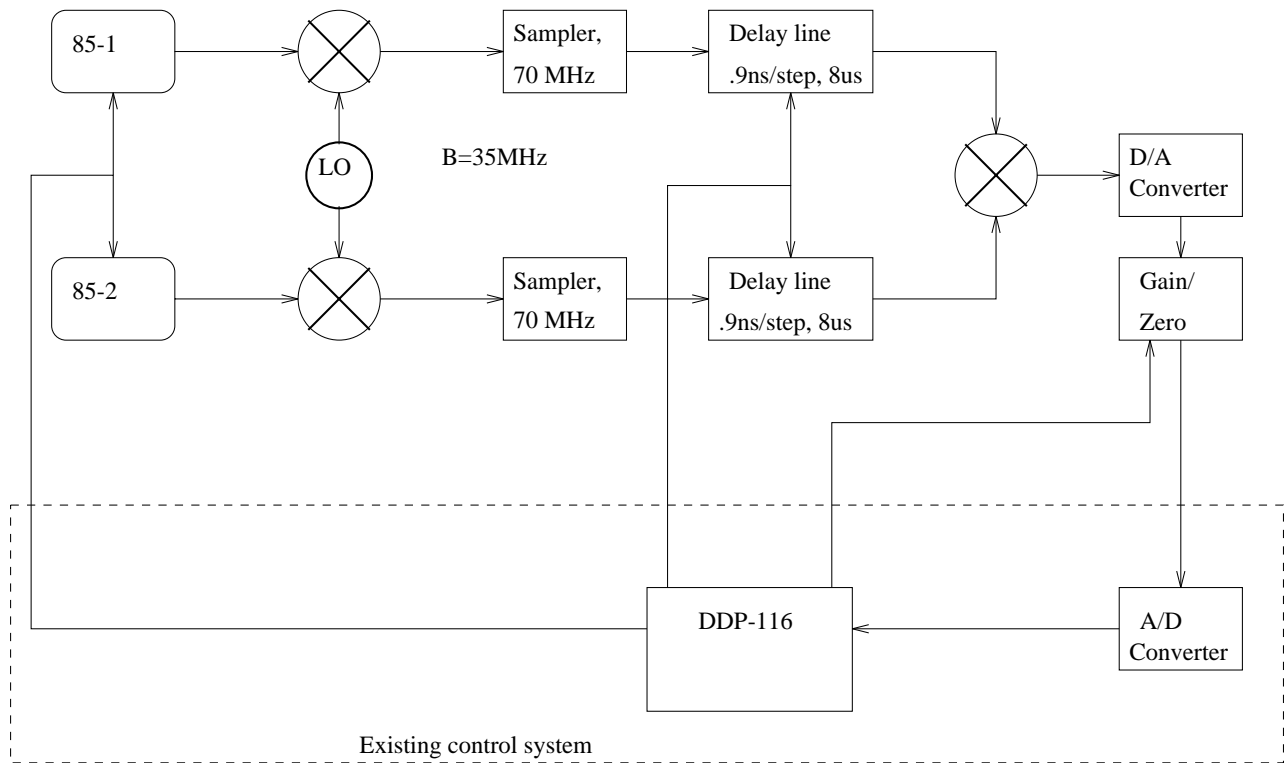 85-1
Sampler,
70 MHz
Delay line
.9ns/step, 8us
LO
B=35MHz
D/A
Converter
85-2
Sampler,
70 MHz
Delay line
.9ns/step, 8us
Gain/
Zero
DDP-116
A/D
Converter
Existing control system